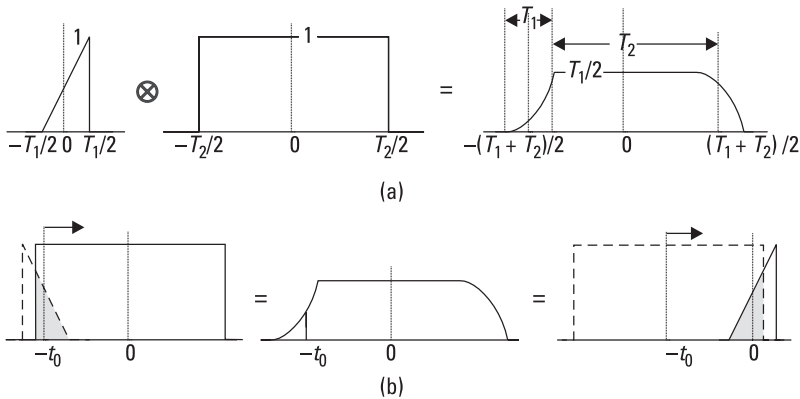 1 ⊗ 1 = T₁ T₂ T₁/2
−T₁/2 0 T₁/2 −T₂/2 0 T₂/2 −(T₁ + T₂)/2 0 (T₁ + T₂) /2
(a)
= =
−t₀ 0 −t₀ 0 −t₀ 0
(b)